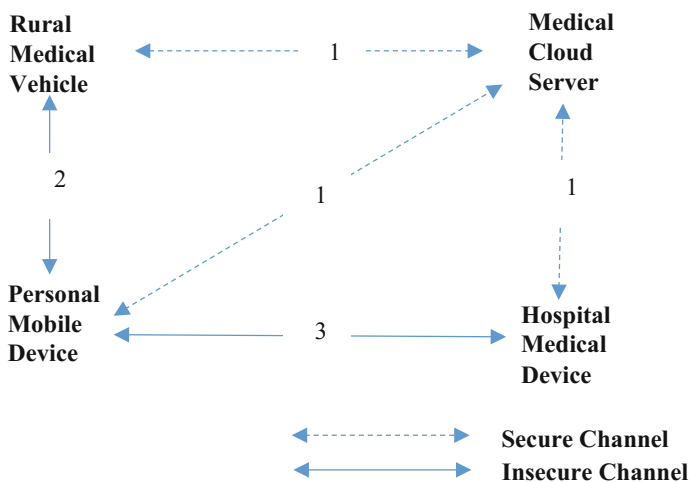 Rural
Medical
Vehicle
1
Medical
Cloud
Server
2
1
1
Personal
Mobile
Device
3
Hospital
Medical
Device
Secure Channel
Insecure Channel